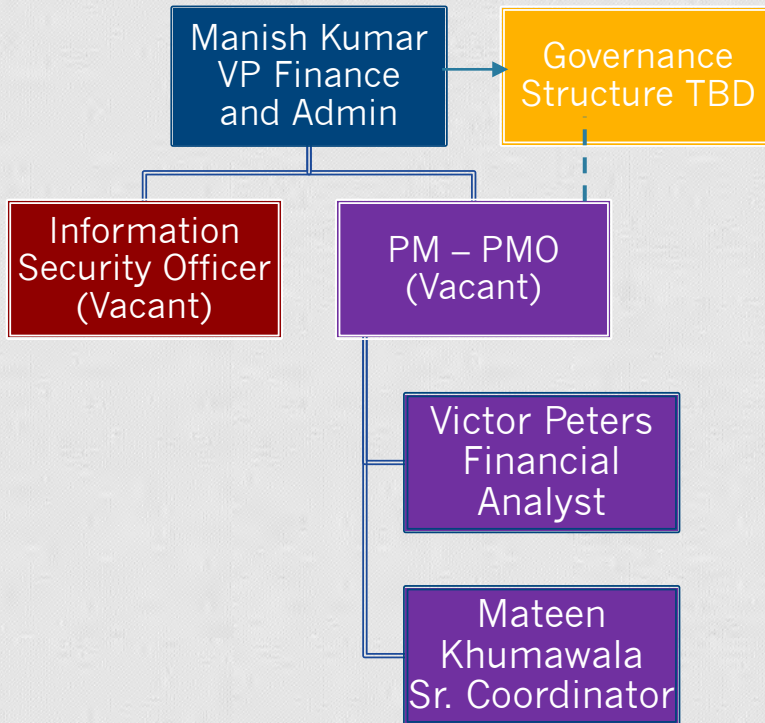 Manish Kumar
VP Finance
and Admin
Governance
Structure TBD
Information
Security Officer
(Vacant)
PM – PMO
(Vacant)
Victor Peters
Financial
Analyst
Mateen
Khumawala
Sr. Coordinator